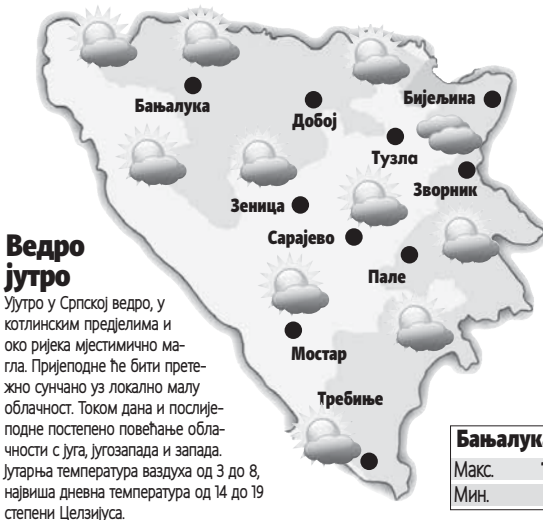 Бањалука
Добој
Бијељина
Тузла
Зворник
Зеница
Сарајево
Пале
Мостар
Требиње
Ведро
јутро
Ујутро у Српској ведро, у
котлинским предјелима и
око ријека мјестимично ма-
гла. Пријеподне ће бити прете-
жно сунчано уз локално малу
облачност. Током дана и послије-
подне постепено повећање обла-
чности с југа, југозапада и запада.
Јутарња температура ваздуха од 3 до 8,
највиша дневна температура од 14 до 19
степени Целзијуса.
Макс.
Мин.